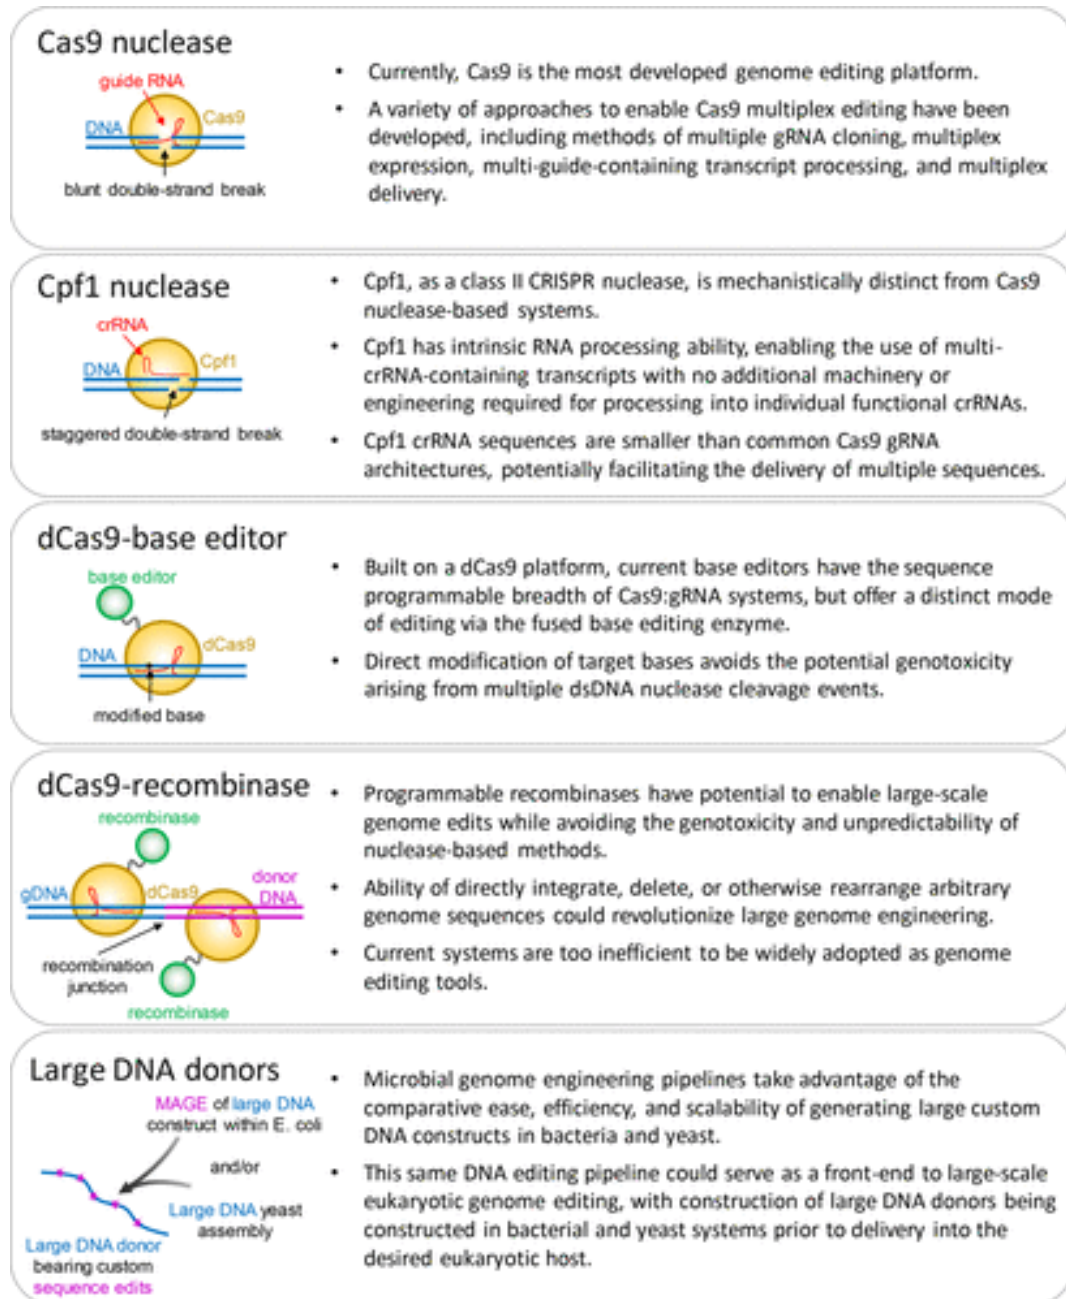 Cas9 nuclease
guide RNA
DNA
Cas9
blunt double-strand break
• Currently, Cas9 is the most developed genome editing platform.
• A variety of approaches to enable Cas9 multiplex editing have been
developed, including methods of multiple gRNA cloning, multiplex
expression, multi-guide-containing transcript processing, and multiplex
delivery.
Cpf1 nuclease
crRNA
DNA
Cpf1
staggered double-strand break
• Cpf1, as a class II CRISPR nuclease, is mechanistically distinct from Cas9
nuclease-based systems.
• Cpf1 has intrinsic RNA processing ability, enabling the use of multi-
crRNA-containing transcripts with no additional machinery or
engineering required for processing into individual functional crRNAs.
• Cpf1 crRNA sequences are smaller than common Cas9 gRNA
architectures, potentially facilitating the delivery of multiple sequences.
dCas9-base editor
base editor
DNA
dCas9
modified base
• Built on a dCas9 platform, current base editors have the sequence
programmable breadth of Cas9:gRNA systems, but offer a distinct mode
of editing via the fused base editing enzyme.
• Direct modification of target bases avoids the potential genotoxicity
arising from multiple dsDNA nuclease cleavage events.
dCas9-recombinase
recombinase
gDNA
dCas9
donor
DNA
recombination
junction
recombinase
• Programmable recombinases have potential to enable large-scale
genome edits while avoiding the genotoxicity and unpredictability of
nuclease-based methods.
• Ability of directly integrate, delete, or otherwise rearrange arbitrary
genome sequences could revolutionize large genome engineering.
• Current systems are too inefficient to be widely adopted as genome
editing tools.
Large DNA donors
MAGE of large DNA
construct within E. coli
and/or
Large DNA yeast
assembly
Large DNA donor
bearing custom
sequence edits
• Microbial genome engineering pipelines take advantage of the
comparative ease, efficiency, and scalability of generating large custom
DNA constructs in bacteria and yeast.
• This same DNA editing pipeline could serve as a front-end to large-scale
eukaryotic genome editing, with construction of large DNA donors being
constructed in bacterial and yeast systems prior to delivery into the
desired eukaryotic host.